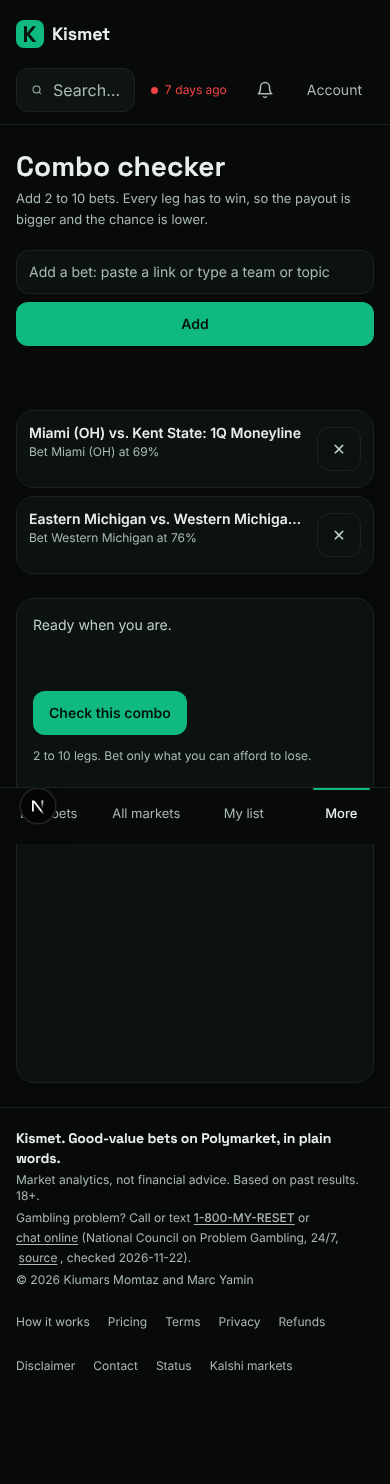 K Kismet
Search...
7 days ago
Account
Combo checker
Add 2 to 10 bets. Every leg has to win, so the payout is
bigger and the chance is lower.
Add a bet: paste a link or type a team or topic
Add
Miami (OH) vs. Kent State: 1Q Moneyline
Bet Miami (OH) at 69%
✕
Eastern Michigan vs. Western Michiga...
Bet Western Michigan at 76%
✕
Ready when you are.
Check this combo
2 to 10 legs. Bet only what you can afford to lose.
N
bets
All markets
My list
More
Kismet. Good-value bets on Polymarket, in plain
words.
Market analytics, not financial advice. Based on past results.
18+.
Gambling problem? Call or text 1-800-MY-RESET or
chat online (National Council on Problem Gambling, 24/7,
source , checked 2026-11-22).
© 2026 Kiumars Momtaz and Marc Yamin
How it works Pricing Terms Privacy Refunds
Disclaimer Contact Status Kalshi markets